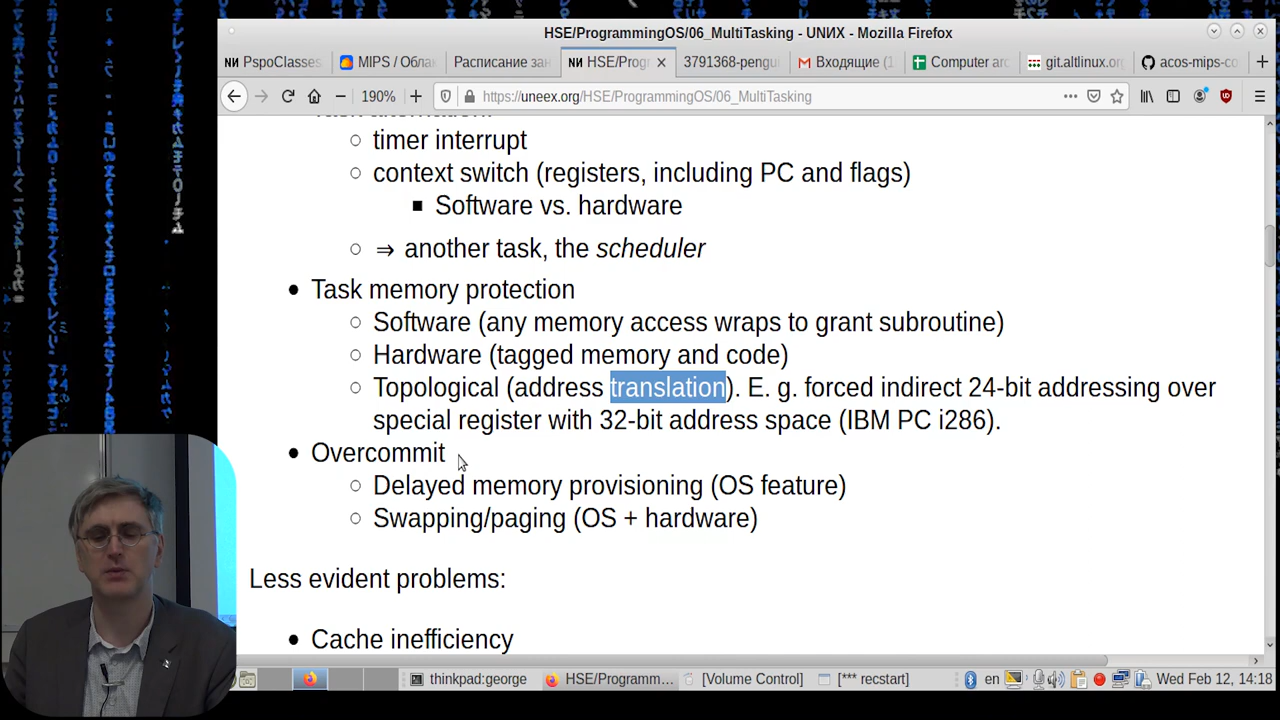 HSE/ProgrammingOS/06_MultiTasking - UNИX - Mozilla Firefox
ИИ PspoClasses
MIPS / Обла
Расписание зан
ИИ HSE/Prog
3791368-pengu
Входящие (1
Computer arc
git.altlinux.org
acos-mips-co
190%
https://uneex.org/HSE/ProgrammingOS/06_MultiTasking
timer interrupt
context switch (registers, including PC and flags)
Software vs. hardware
⇒ another task, the scheduler
Task memory protection
Software (any memory access wraps to grant subroutine)
Hardware (tagged memory and code)
Topological (address translation). E. g. forced indirect 24-bit addressing over
special register with 32-bit address space (IBM PC i286).
Overcommit
Delayed memory provisioning (OS feature)
Swapping/paging (OS + hardware)
Less evident problems:
Cache inefficiency
thinkpad:george
HSE/Programm…
[Volume Control]
[*** recstart]
en
Wed Feb 12, 14:18